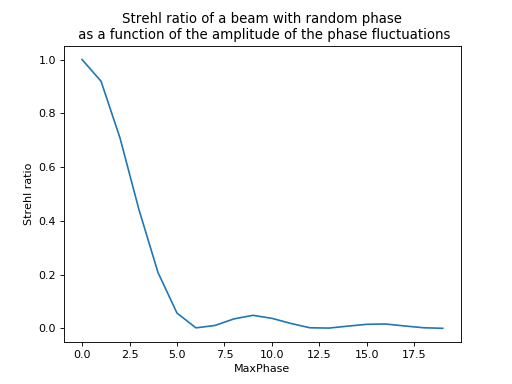 Strehl ratio of a beam with random phase
as a function of the amplitude of the phase fluctuations
1.0
0.8
0.6
0.4
0.2
0.0
Strehl ratio
0.0 2.5 5.0 7.5 10.0 12.5 15.0 17.5
MaxPhase